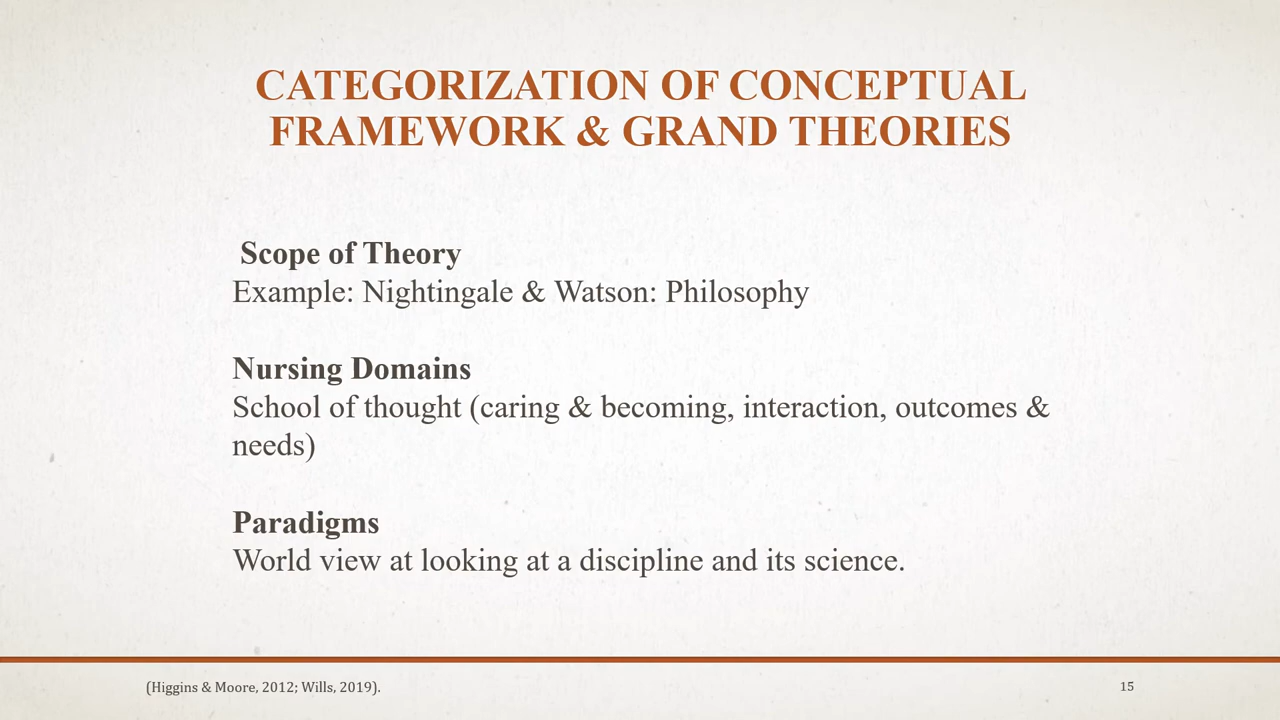 CATEGORIZATION OF CONCEPTUAL
FRAMEWORK & GRAND THEORIES
Scope of Theory
Example: Nightingale & Watson: Philosophy
Nursing Domains
School of thought (caring & becoming, interaction, outcomes &
needs)
Paradigms
World view at looking at a discipline and its science.
(Higgins & Moore, 2012; Wills, 2019).
15